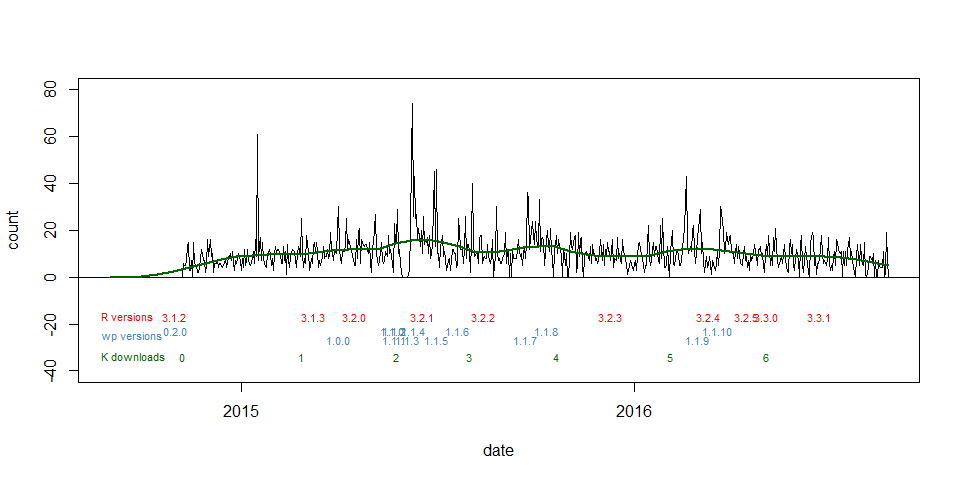 80
60
40
20
0
-20
-40
count
R versions 3.1.2 3.1.3 3.2.0 3.2.1 3.2.2 3.2.3 3.2.4 3.2.5 3.3.0 3.3.1
wp versions 0.2.0 1.1.0 1.1.4 1.1.6 1.1.8 1.1.10
1.0.0 1.1.5 1.1.7 1.1.9
K downloads 0 1 2 3 4 5 6
2015 2016
date